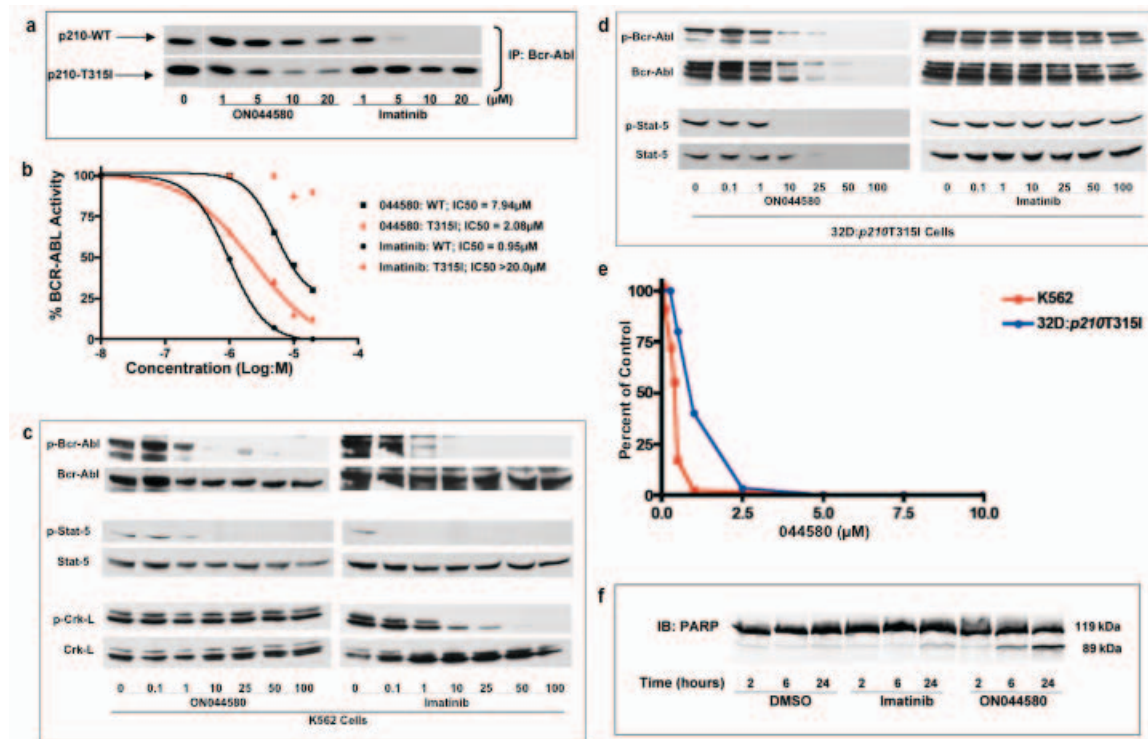 a
p210-WT
p210-T315I
IP: Bcr-Abl
0 1 5 10 20 1 5 10 20 (μM)
ON044580 Imatinib
b
% BCR-ABL Activity
100
75
50
25
0
-8 -7 -6 -5 -4
Concentration (Log:M)
044580: WT; IC50 = 7.94μM
044580: T315I; IC50 = 2.08μM
Imatinib: WT; IC50 = 0.95μM
Imatinib: T315I; IC50 >20.0μM
c
p-Bcr-Abl
Bcr-Abl
p-Stat-5
Stat-5
p-Crk-L
Crk-L
0 0.1 1 10 25 50 100 0 0.1 1 10 25 50 100
ON044580 Imatinib
K562 Cells
d
p-Bcr-Abl
Bcr-Abl
p-Stat-5
Stat-5
0 0.1 1 10 25 50 100 0 0.1 1 10 25 50 100
ON044580 Imatinib
32D:p210T315I Cells
e
Percent of Control
100
75
50
25
0
0.0 2.5 5.0 7.5 10.0
044580 (μM)
K562
32D:p210T315I
f
IB: PARP
119 kDa
89 kDa
Time (hours) 2 6 24 2 6 24 2 6 24
DMSO Imatinib ON044580